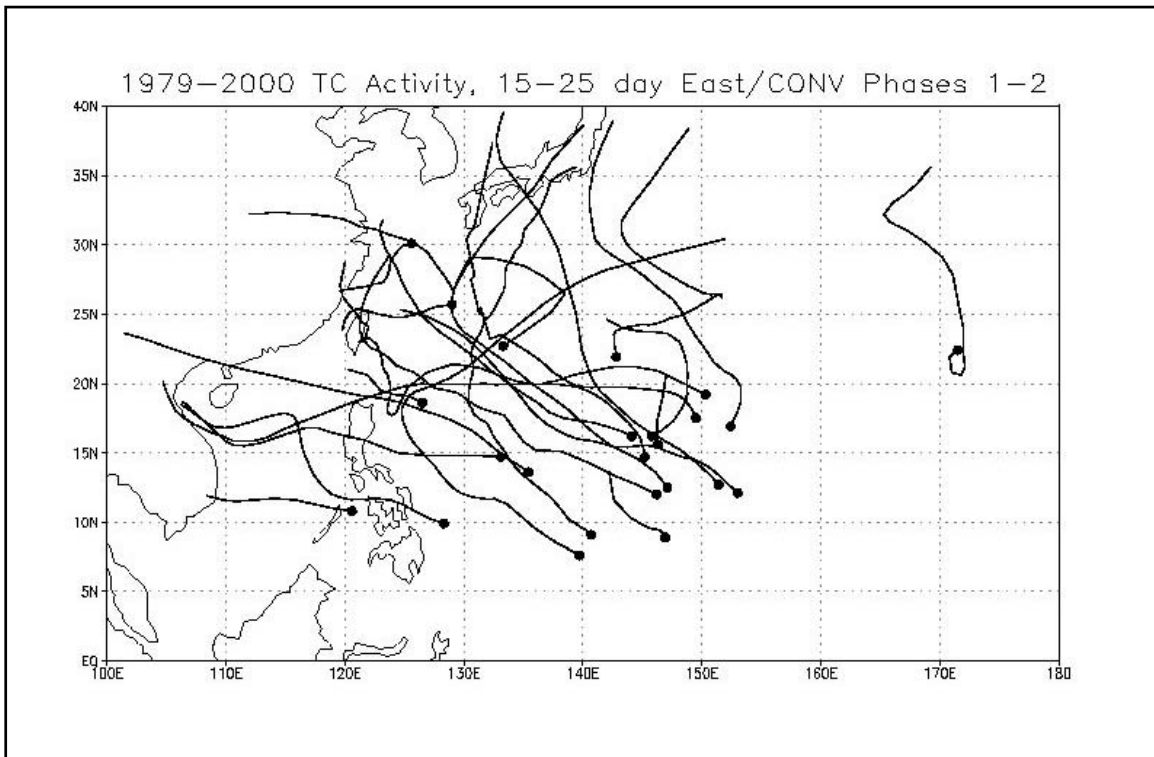 1979-2000 TC Activity, 15-25 day East/CONV Phases 1-2
40N
35N
30N
25N
20N
15N
10N
5N
EQ
100E 110E 120E 130E 140E 150E 160E 170E 180